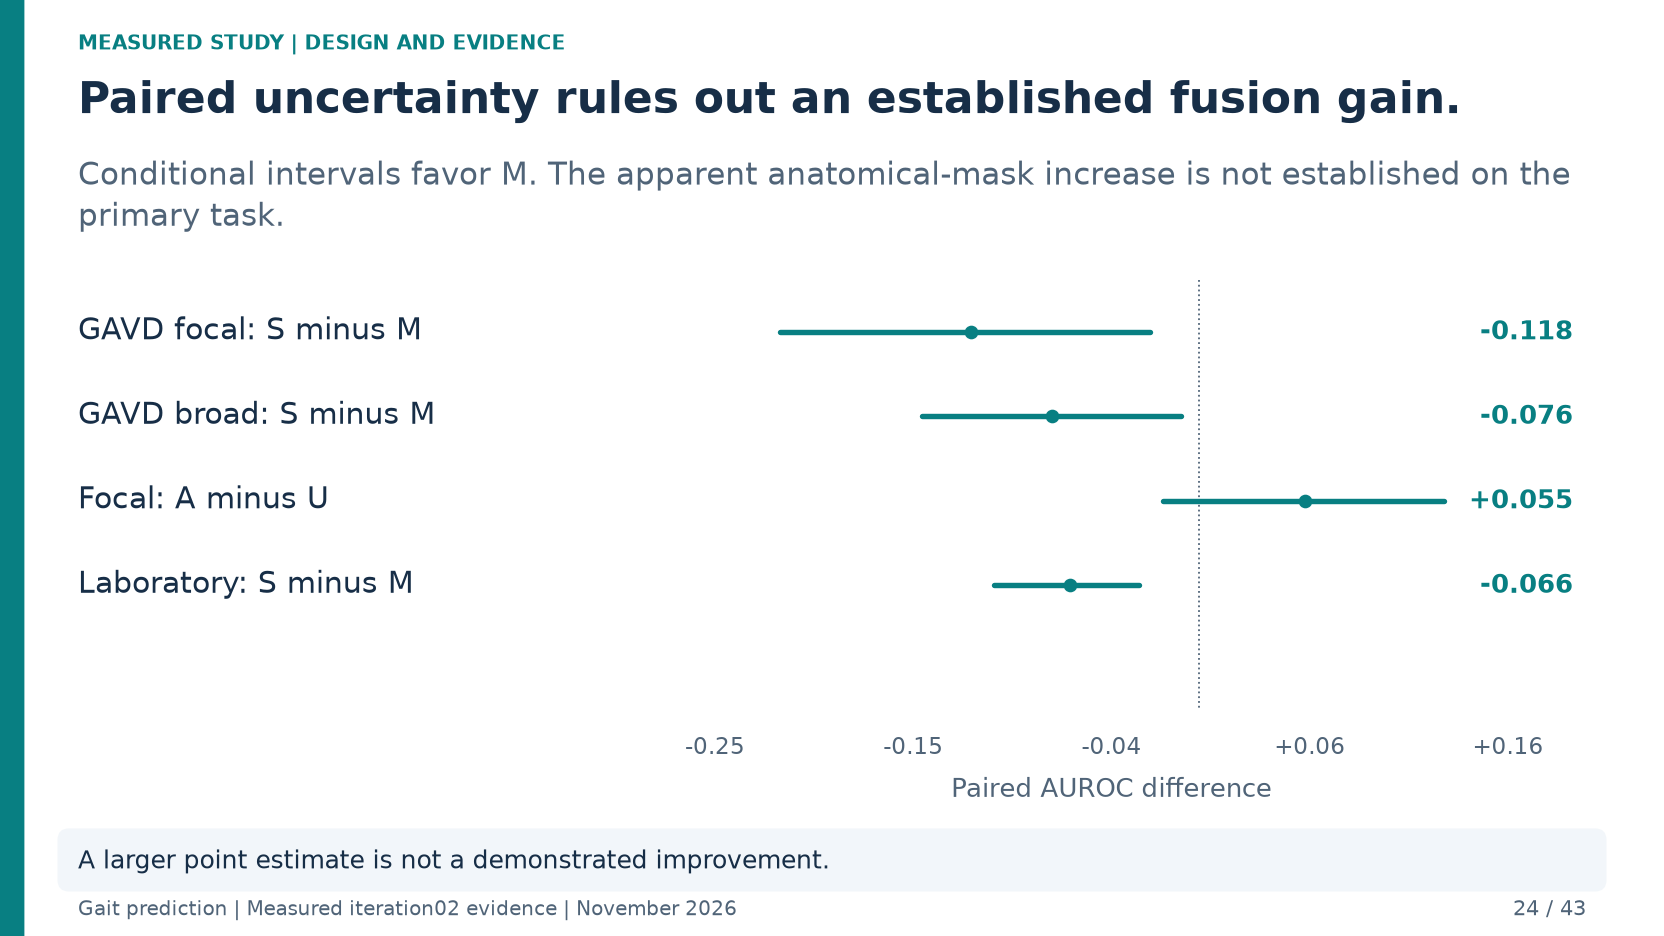 MEASURED STUDY | DESIGN AND EVIDENCE
Paired uncertainty rules out an established fusion gain.
Conditional intervals favor M. The apparent anatomical-mask increase is not established on the
primary task.
GAVD focal: S minus M -0.118
GAVD broad: S minus M -0.076
Focal: A minus U +0.055
Laboratory: S minus M -0.066
-0.25 -0.15 -0.04 +0.06 +0.16
Paired AUROC difference
A larger point estimate is not a demonstrated improvement.
Gait prediction | Measured iteration02 evidence | November 2026 24 / 43